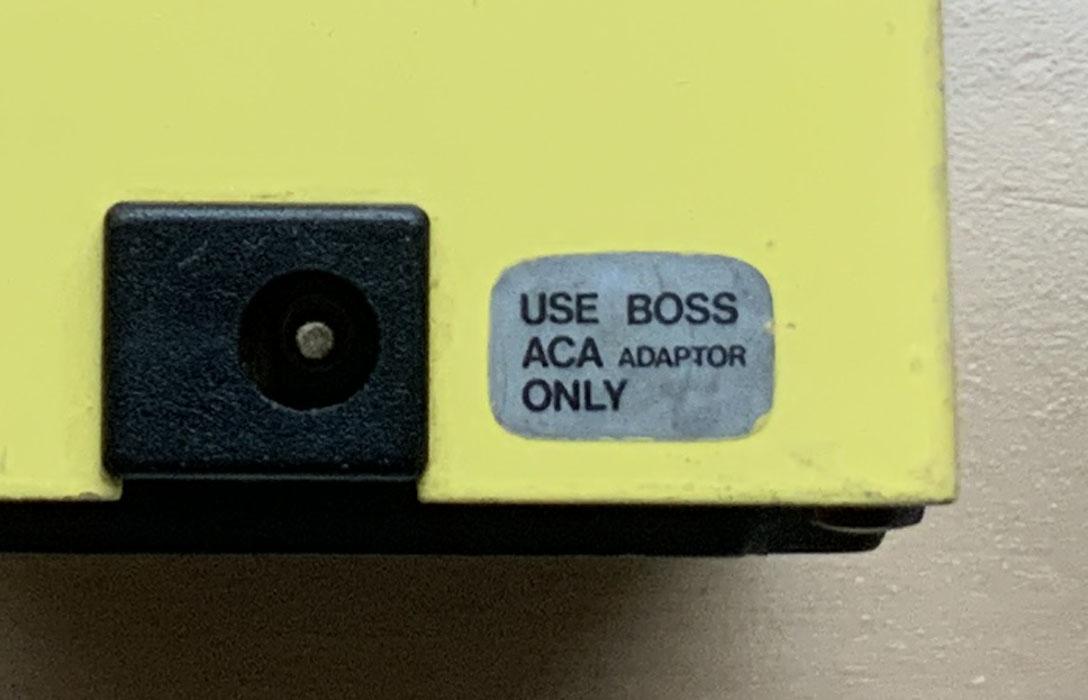 USE BOSS
ACA ADAPTOR
ONLY